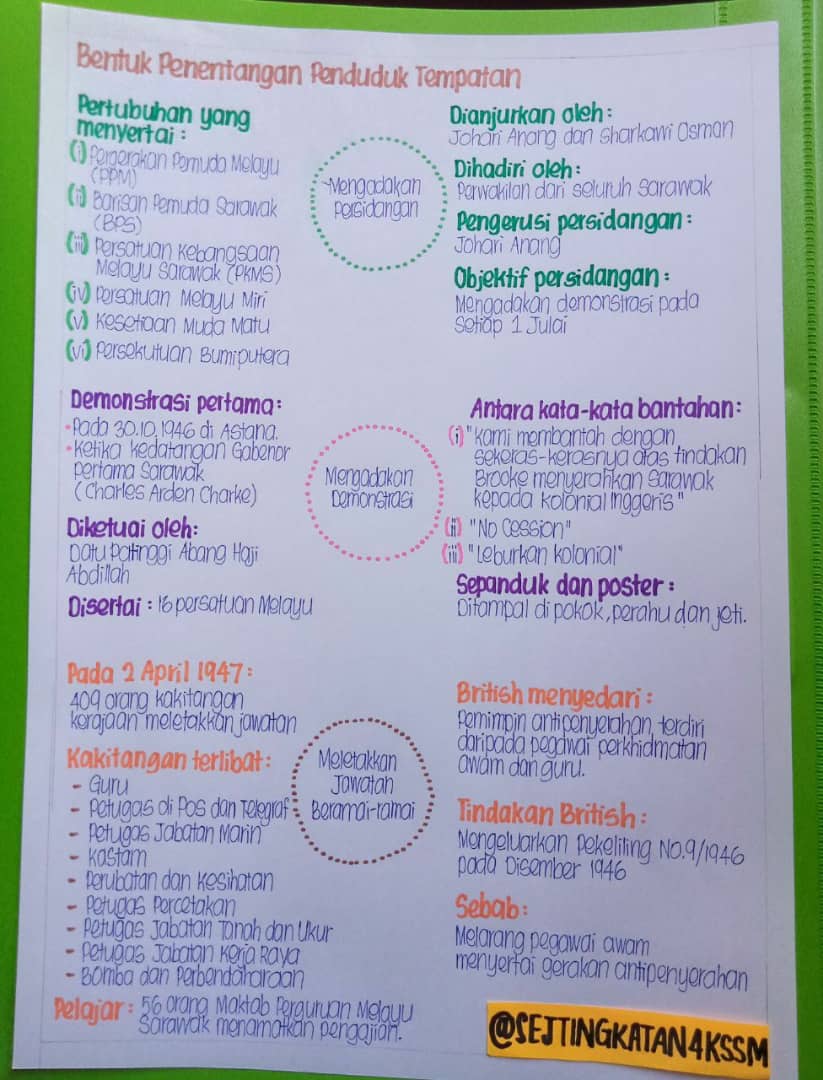 Bentuk Penentangan Penduduk Tempatan
Pertubuhan yang
menyertai :
(i) Pergerakan Pemuda Melayu
(PPM)
(ii) Barisan Pemuda Sarawak
(BPS)
(iii) Persatuan Kebangsaan
Melayu Sarawak (PKMS)
(iv) Persatuan Melayu Miri
(v) Kesetiaan Muda Matu
(vi) Persekutuan Bumiputera
Mengadakan
Persidangan
Dianjurkan oleh :
Johari Anang dan Sharkawi Osman
Dihadiri oleh :
Perwakilan dari seluruh Sarawak
Pengerusi persidangan :
Johari Anang
Objektif persidangan :
Mengadakan demonstrasi pada
setiap 1 Julai
Demonstrasi pertama :
• Pada 30.10.1946 di Astana.
• Ketika kedatangan Gabenor
pertama Sarawak
(Charles Arden Charke)
Diketuai oleh:
Datu Patinggi Abang Haji
Abdillah
Disertai : 16 persatuan Melayu
Mengadakan
Demonstrasi
Antara kata-kata bantahan :
(i) "Kami membantah dengan
sekeras-kerasnya atas tindakan
Brooke menyerahkan Sarawak
kepada kolonial Inggeris"
(ii) "No Cession"
(iii) "Leburkan kolonial"
Sepanduk dan poster :
Ditampal di pokok, perahu dan jeti.
Pada 2 April 1947 :
409 orang kakitangan
kerajaan meletakkan jawatan
Kakitangan terlibat :
- Guru
- Petugas di Pos dan Telegraf
- Petugas Jabatan Marin
- Kastam
- Perubatan dan Kesihatan
- Petugas Percetakan
- Petugas Jabatan Tanah dan Ukur
- Petugas Jabatan Kerja Raya
- Bomba dan Perbendaharaan
Pelajar : 56 orang Maktab Perguruan Melayu
Sarawak menamatkan pengajian.
Meletakkan
Jawatan
Beramai-ramai
British menyedari :
Pemimpin antipenyerahan, terdiri
daripada pegawai perkhidmatan
awam dan guru.
Tindakan British :
Mengeluarkan Pekeliling No.9/1946
pada Disember 1946
Sebab :
Melarang pegawai awam
menyertai gerakan antipenyerahan
@SEJTINGKATAN4KSSM